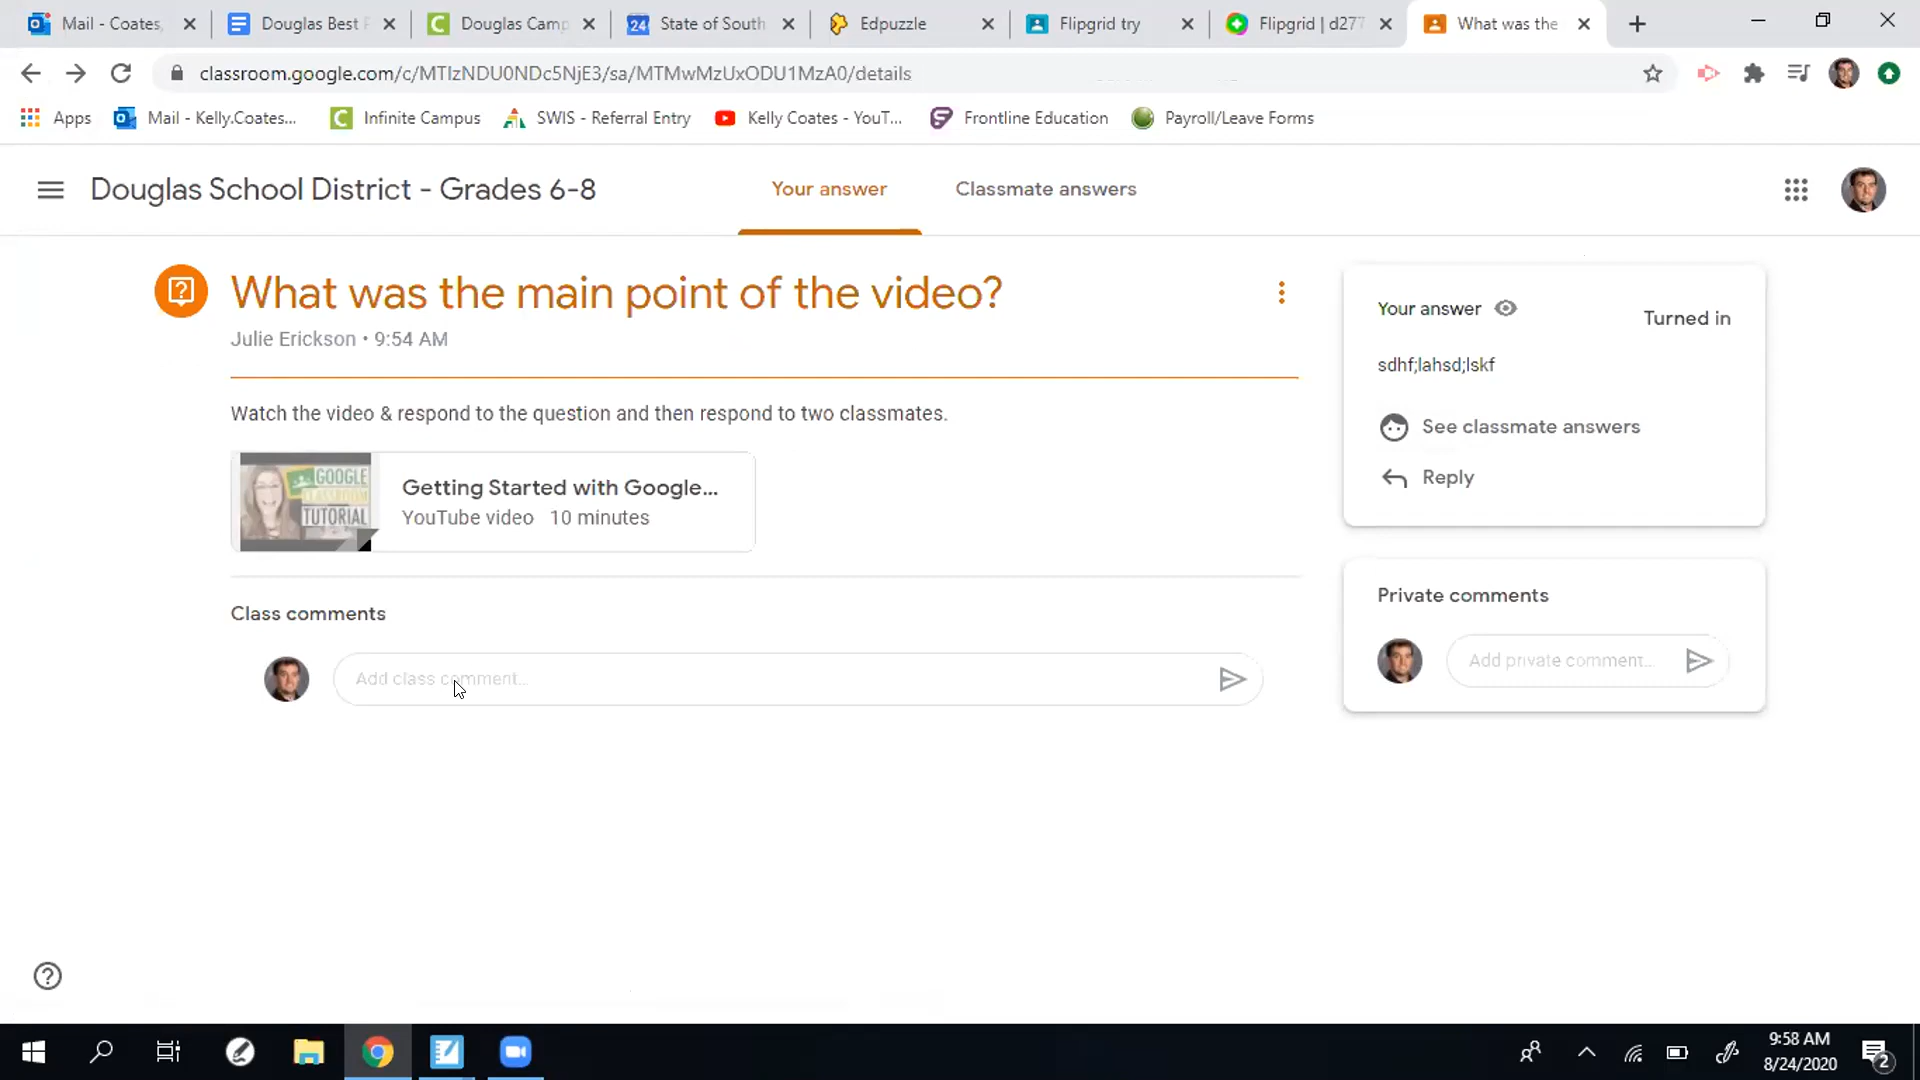 Mail - Coates,
Douglas Best
Douglas Camp
24
State of South
Edpuzzle
Flipgrid try
Flipgrid | d277
What was the
classroom.google.com/c/MTIzNDU0NDc5NjE3/sa/MTMwMzUxODU1MzA0/details
Apps
Mail - Kelly.Coates...
Infinite Campus
SWIS - Referral Entry
Kelly Coates - YouT...
Frontline Education
Payroll/Leave Forms
Douglas School District - Grades 6-8
Your answer
Classmate answers
What was the main point of the video?
Julie Erickson • 9:54 AM
Watch the video & respond to the question and then respond to two classmates.
GOOGLE
CLASSROOM
TUTORIAL
Getting Started with Google...
YouTube video 10 minutes
Class comments
Add class comment...
Your answer
Turned in
sdhf;lahsd;lskf
See classmate answers
Reply
Private comments
Add private comment...
9:58 AM
8/24/2020
2